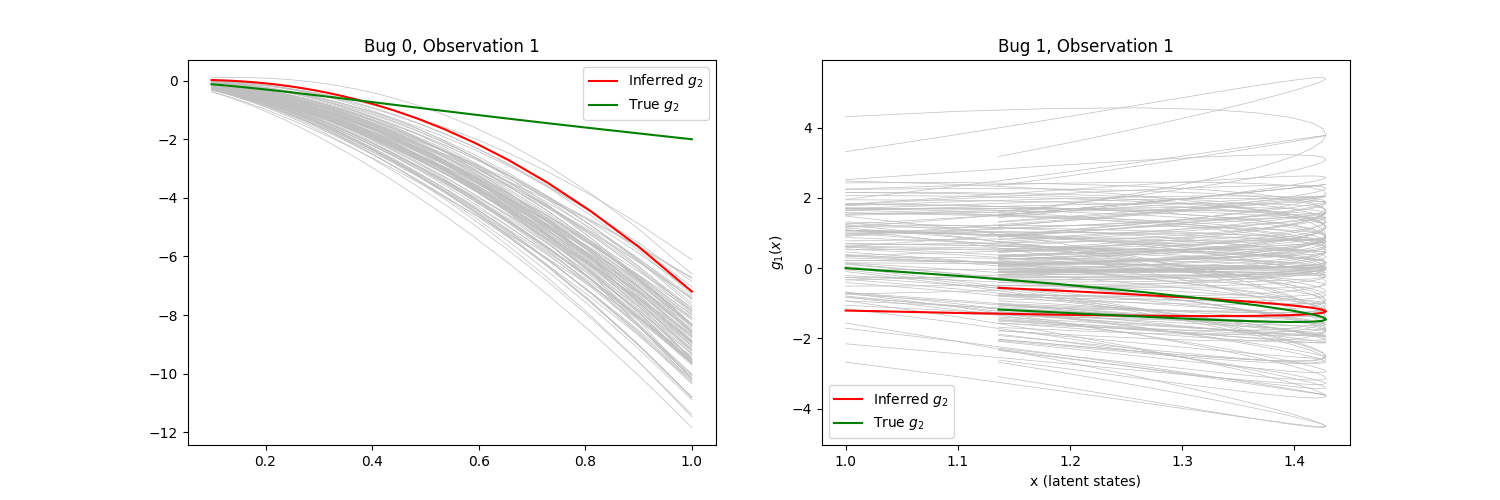 Bug 0, Observation 1
0
−2
−4
−6
−8
−10
−12
0.2
0.4
0.6
0.8
1.0
Inferred g₂
True g₂
Bug 1, Observation 1
g₁(x)
4
2
0
−2
−4
1.0
1.1
1.2
1.3
1.4
x (latent states)
Inferred g₂
True g₂